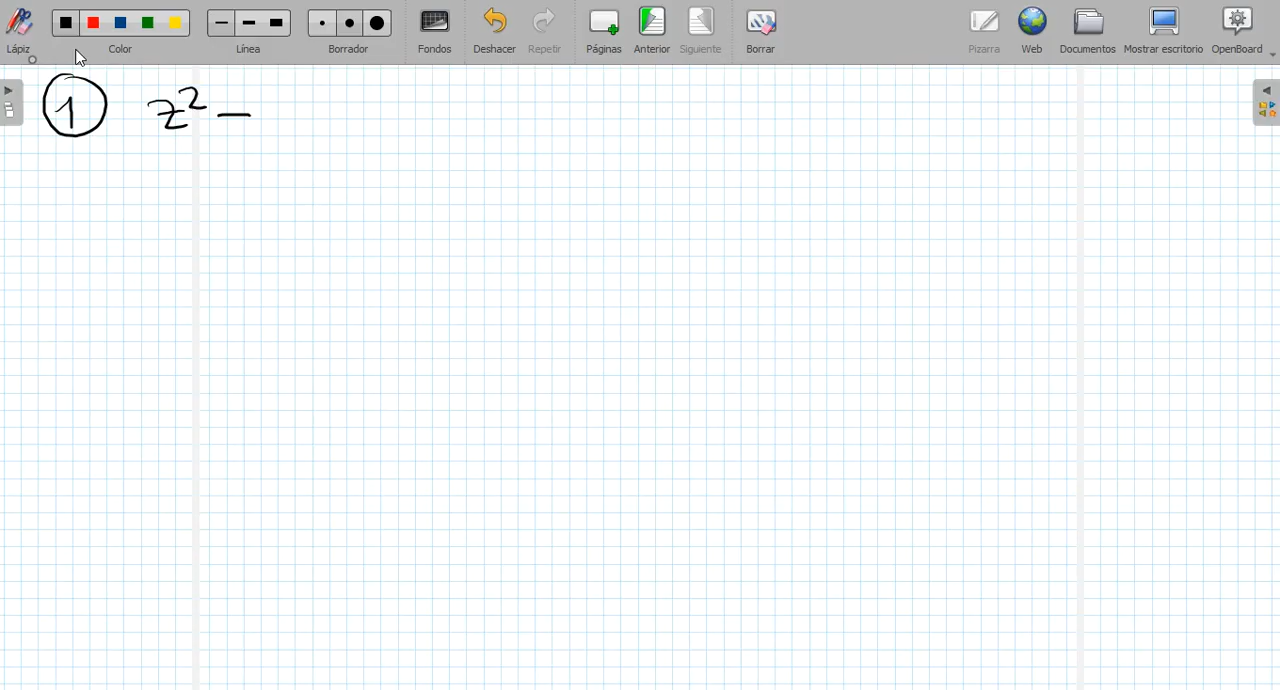 Lápiz Color Línea Borrador Fondos Deshacer Repetir Páginas Anterior Siguiente Borrar Pizarra Web Documentos Mostrar escritorio OpenBoard
① z² −